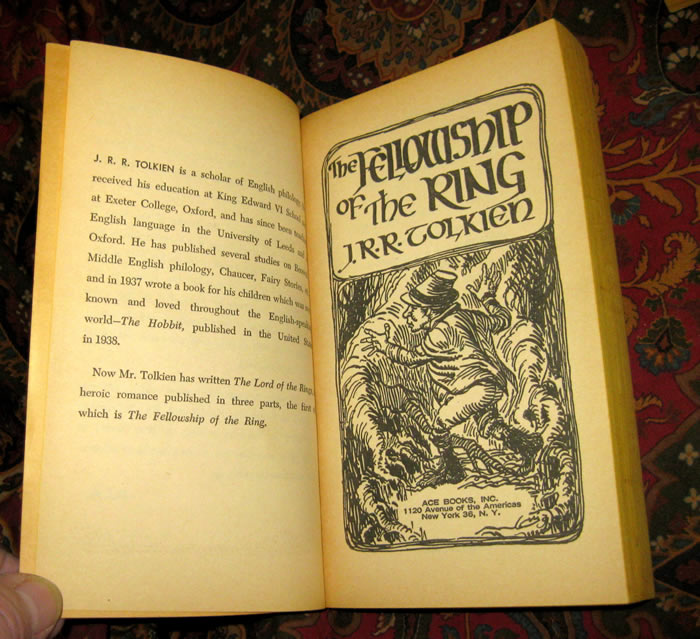 J. R. R. TOLKIEN is a scholar of English philology
received his education at King Edward VI School
at Exeter College, Oxford, and has since been
English language in the University of Leeds
Oxford. He has published several studies on
Middle English philology, Chaucer, Fairy Stories,
and in 1937 wrote a book for his children which
known and loved throughout the
world—The Hobbit, published in the United
in 1938.
Now Mr. Tolkien has written The Lord of the Rings,
heroic romance published in three parts, the first
which is The Fellowship of the Ring.
The FELLOWSHIP
OF The RING
J.R.R. TOLKIEN
ACE BOOKS, INC.
1120 Avenue of the Americas
New York 36, N. Y.